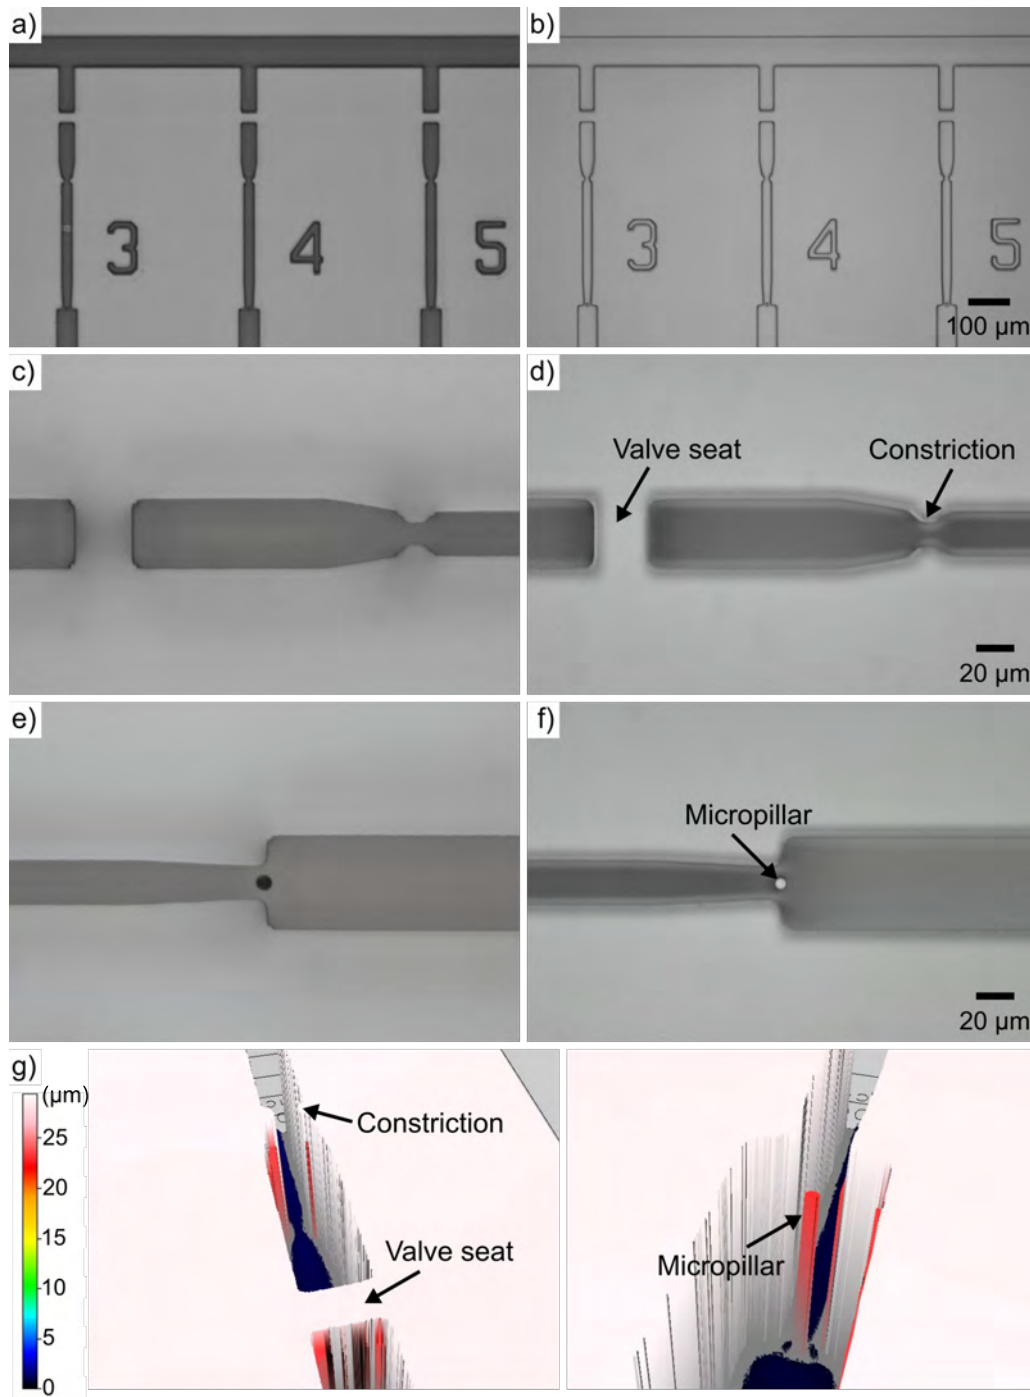 a)
b)
3
4
5
3
4
5
100 µm
c)
d)
Valve seat
Constriction
20 µm
e)
f)
Micropillar
20 µm
g)
(µm)
25
20
15
10
5
0
Constriction
Valve seat
Micropillar